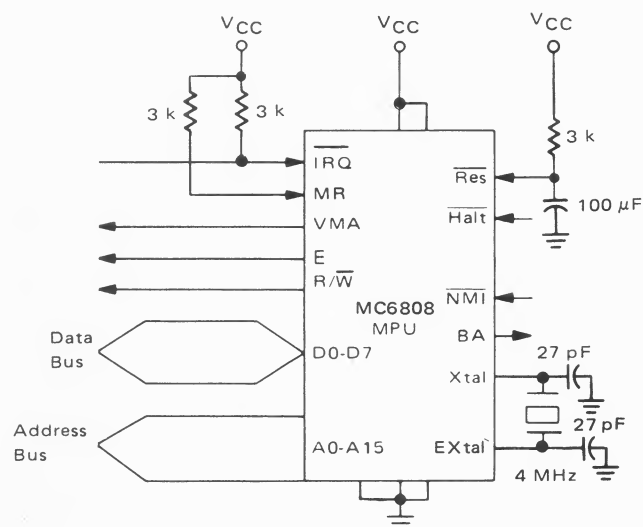 VCC
VCC
VCC
3 k
3 k
3 k
IRQ
MR
VMA
E
R/W
Res
100 μF
Halt
MC6808
MPU
NMI
BA
Data
Bus
D0-D7
27 pF
Xtal
Address
Bus
A0-A15
27 pF
EXtal
4 MHz